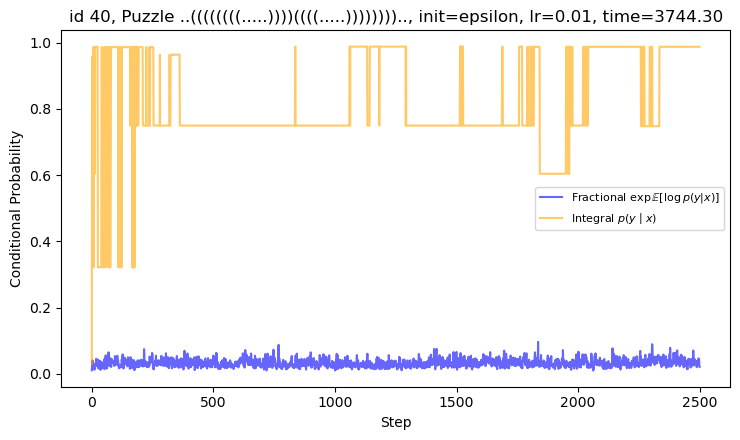 id 40, Puzzle ..((((((((.....))))((((.....)))))))).., init=epsilon, lr=0.01, time=3744.30
Conditional Probability
1.0
0.8
0.6
0.4
0.2
0.0
Fractional exp𝔼[log p(y|x)]
Integral p(y | x)
0
500
1000
1500
2000
2500
Step